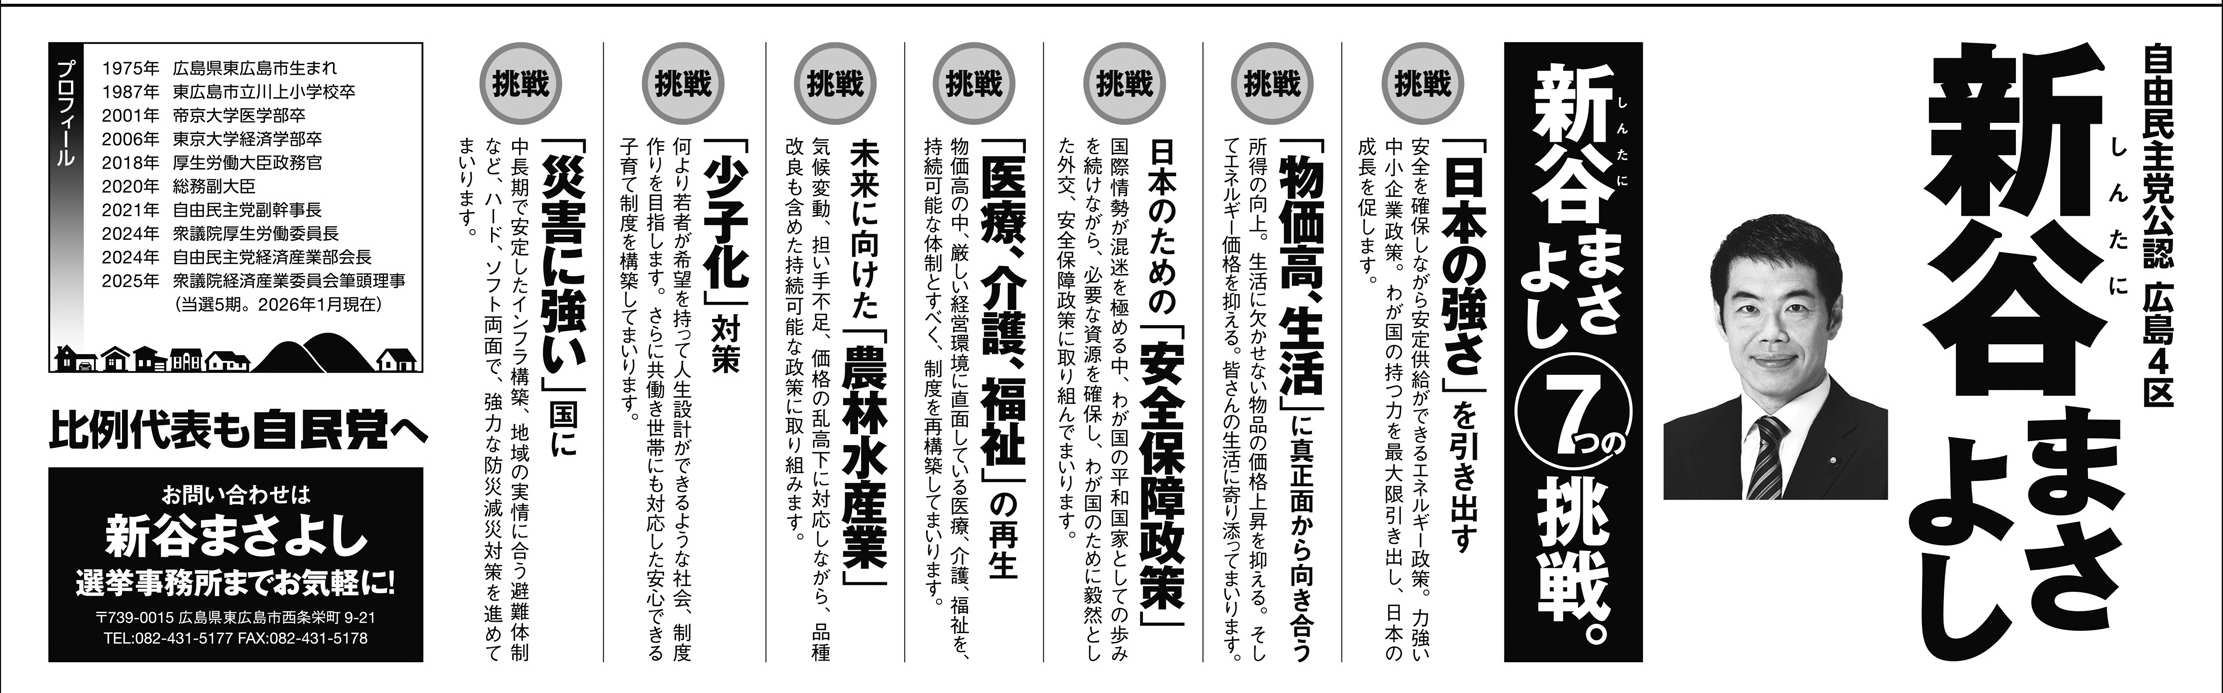 自由民主党公認 広島4区
新谷まさよし
しんたに
新谷まさよし
しんたに
7つの
挑戦。
挑戦
「日本の強さ」を引き出す
安全を確保しながら安定供給ができるエネルギー政策。力強い
中小企業政策。わが国の持つ力を最大限引き出し、日本の
成長を促します。
挑戦
「物価高、生活」に真正面から向き合う
所得の向上。生活に欠かせない物品の価格上昇を抑える。そし
てエネルギー価格を抑える。皆さんの生活に寄り添ってまいります。
挑戦
日本のための「安全保障政策」
国際情勢が混迷を極める中、わが国の平和国家としての歩み
を続けながら、必要な資源を確保し、わが国のために毅然とし
た外交、安全保障政策に取り組んでまいります。
挑戦
「医療、介護、福祉」の再生
物価高の中、厳しい経営環境に直面している医療、介護、福祉を、
持続可能な体制とすべく、制度を再構築してまいります。
挑戦
未来に向けた「農林水産業」
気候変動、担い手不足、価格の乱高下に対応しながら、品種
改良も含めた持続可能な政策に取り組みます。
挑戦
「少子化」対策
何より若者が希望を持って人生設計ができるような社会、制度
作りを目指します。さらに共働き世帯にも対応した安心できる
子育て制度を構築してまいります。
挑戦
「災害に強い」国に
中長期で安定したインフラ構築、地域の実情に合う避難体制
など、ハード、ソフト両面で、強力な防災減災対策を進めて
まいります。
プロフィール
1975年 広島県東広島市生まれ
1987年 東広島市立川上小学校卒
2001年 帝京大学医学部卒
2006年 東京大学経済学部卒
2018年 厚生労働大臣政務官
2020年 総務副大臣
2021年 自由民主党副幹事長
2024年 衆議院厚生労働委員長
2024年 自由民主党経済産業部会長
2025年 衆議院経済産業委員会筆頭理事
(当選5期。2026年1月現在)
比例代表も自民党へ
お問い合わせは
新谷まさよし
選挙事務所までお気軽に!
〒739-0015 広島県東広島市西条栄町 9-21
TEL:082-431-5177 FAX:082-431-5178